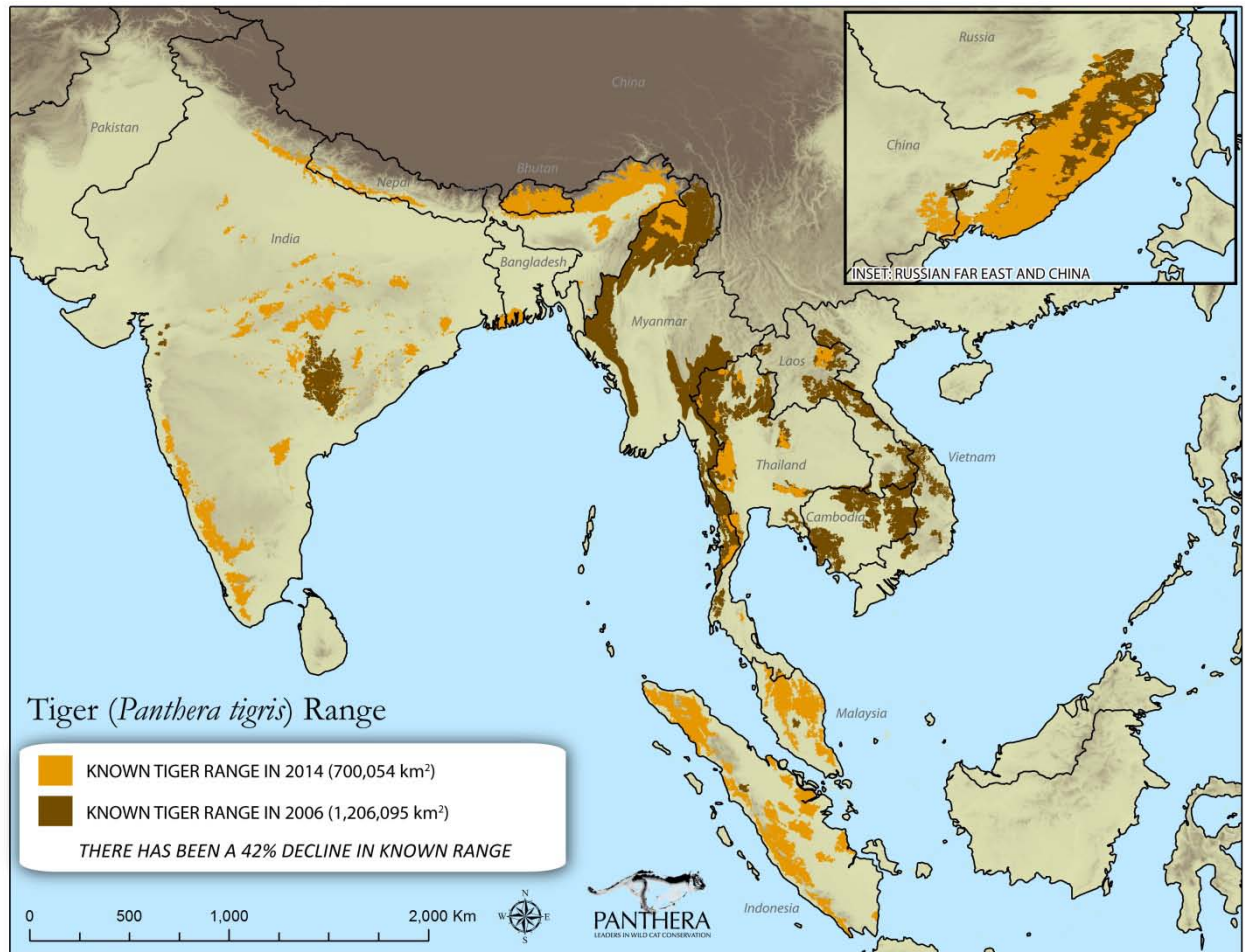 Russia
China
China
Pakistan
Nepal
Bhutan
India
Bangladesh
INSET: RUSSIAN FAR EAST AND CHINA
Myanmar
Laos
Thailand
Vietnam
Cambodia
Malaysia
Indonesia
Tiger (Panthera tigris) Range
KNOWN TIGER RANGE IN 2014 (700,054 km²)
KNOWN TIGER RANGE IN 2006 (1,206,095 km²)
THERE HAS BEEN A 42% DECLINE IN KNOWN RANGE
0 500 1,000 2,000 Km
N
W E
S
PANTHERA
LEADERS IN WILD CAT CONSERVATION